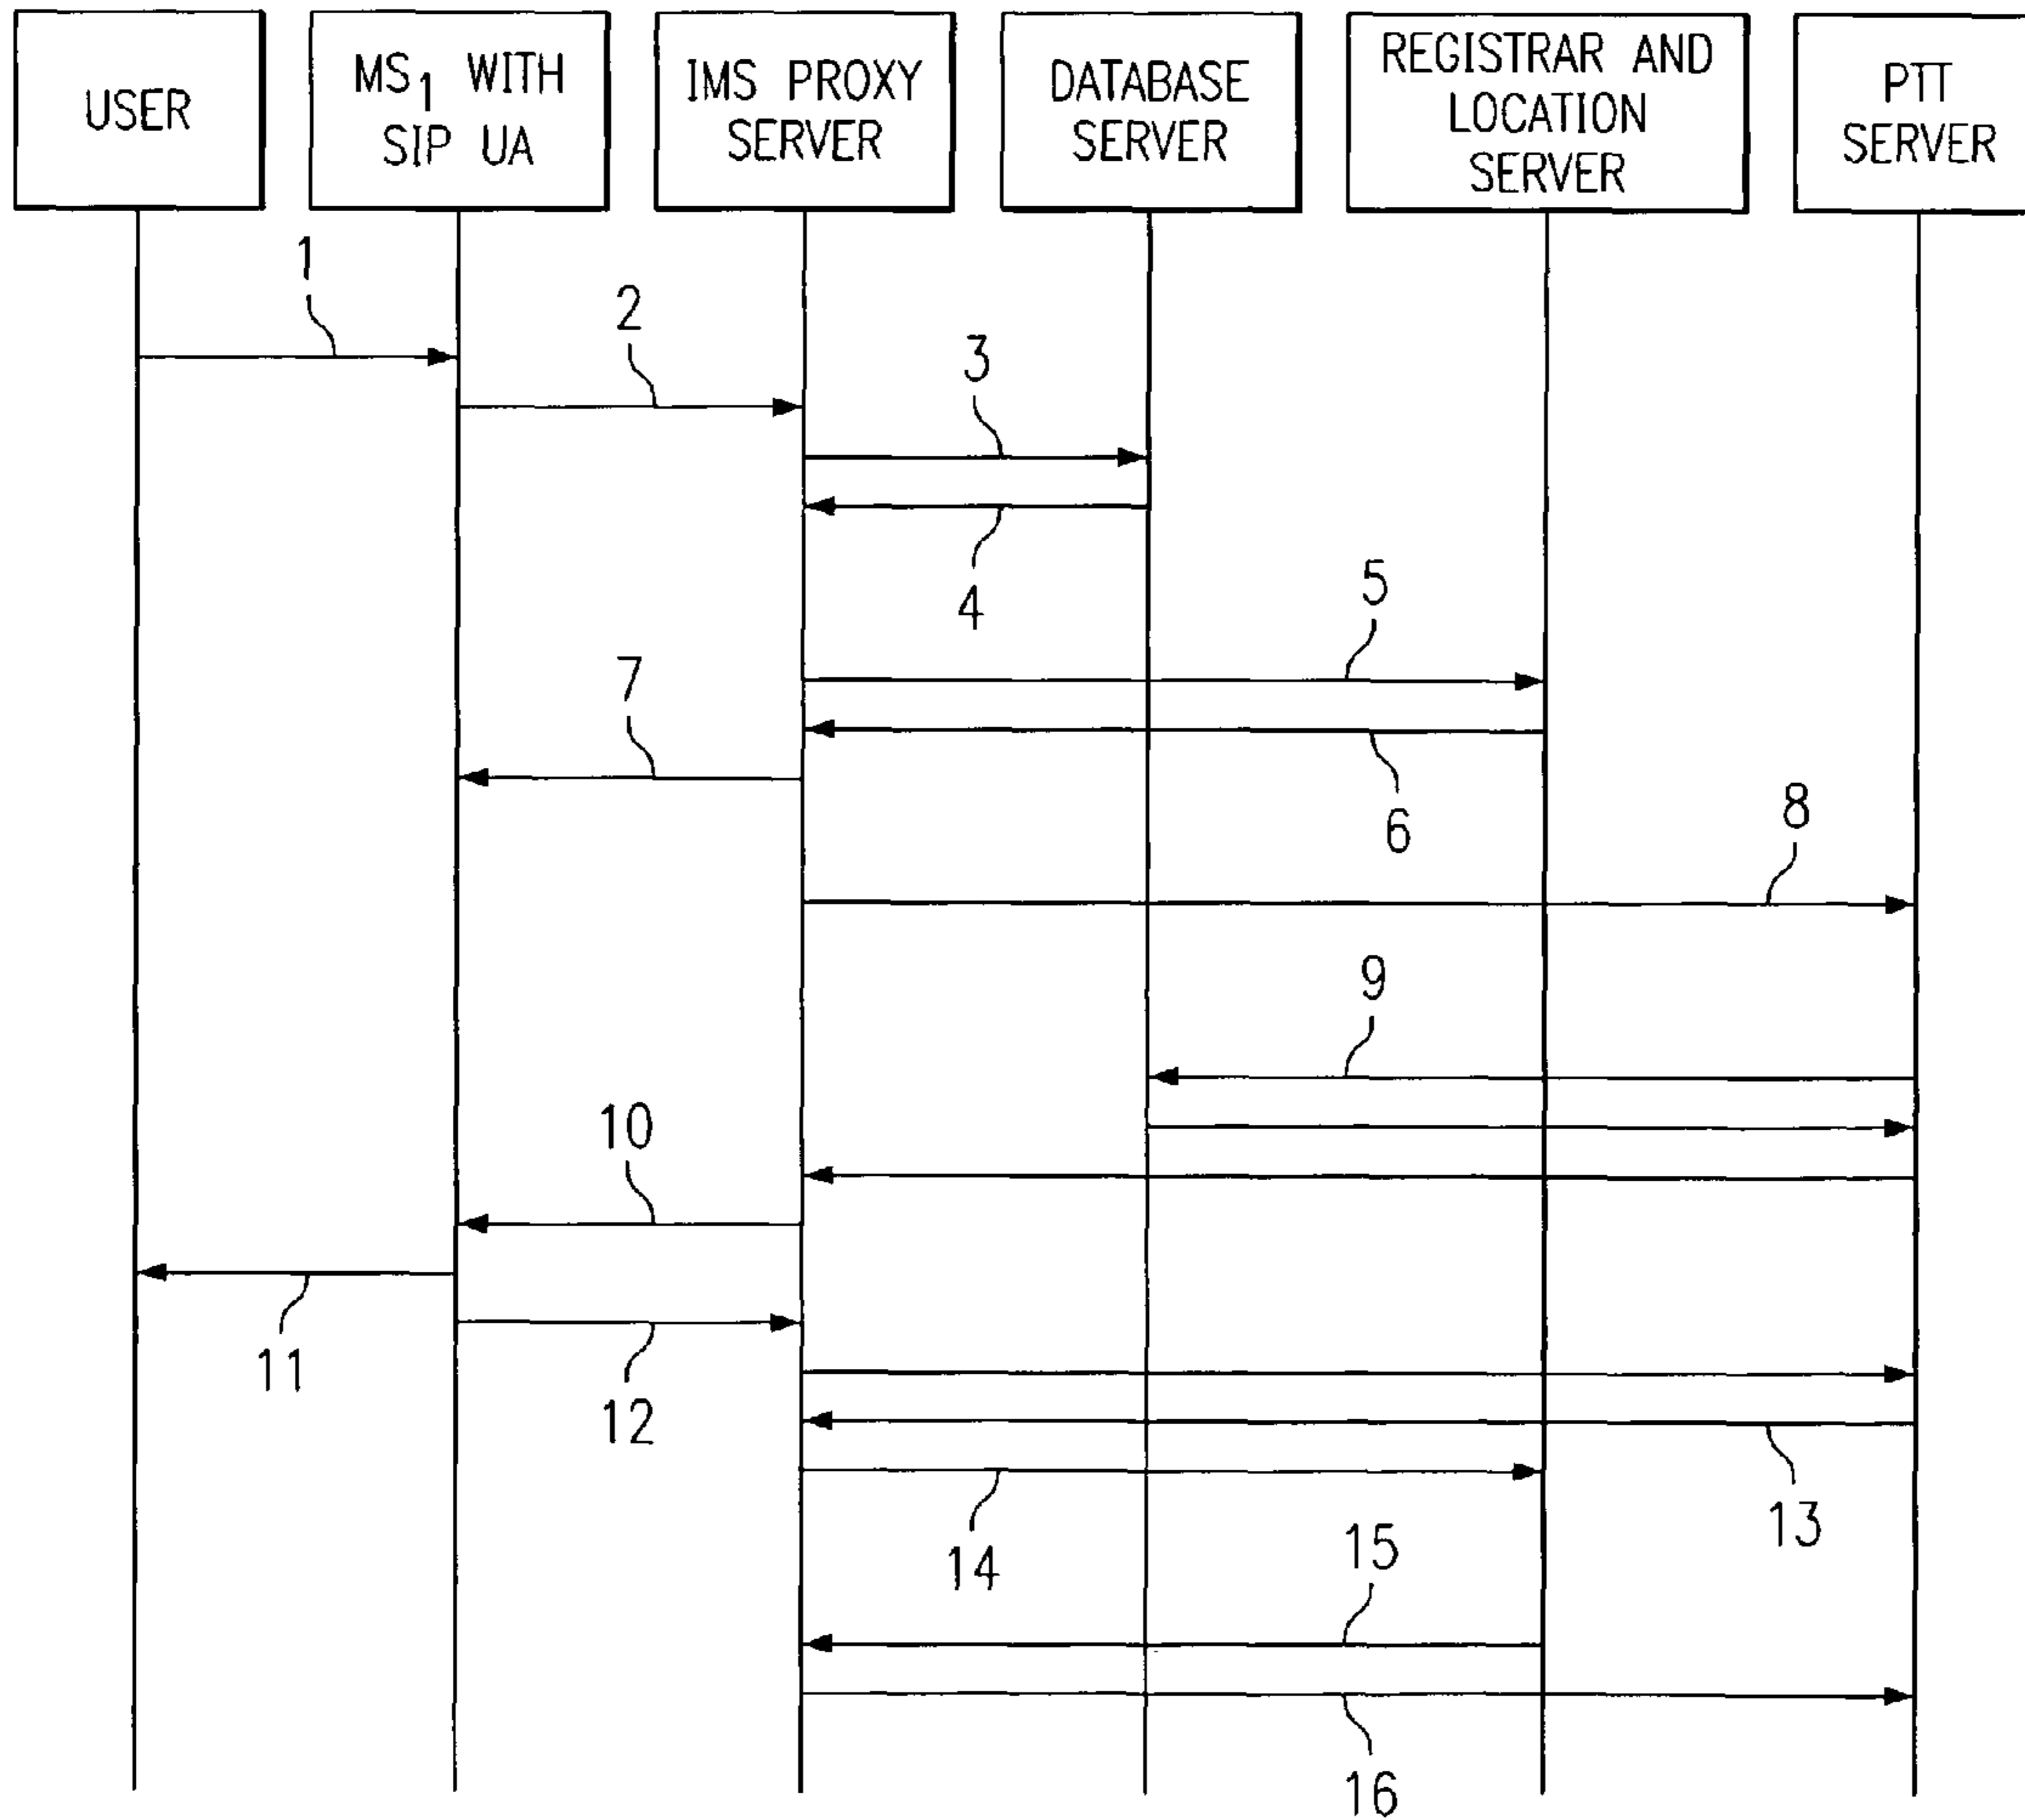 USER
MS1 WITH
SIP UA
IMS PROXY
SERVER
DATABASE
SERVER
REGISTRAR AND
LOCATION
SERVER
PTT
SERVER
1
2
3
4
5
7
6
8
9
10
11
12
13
14
15
16